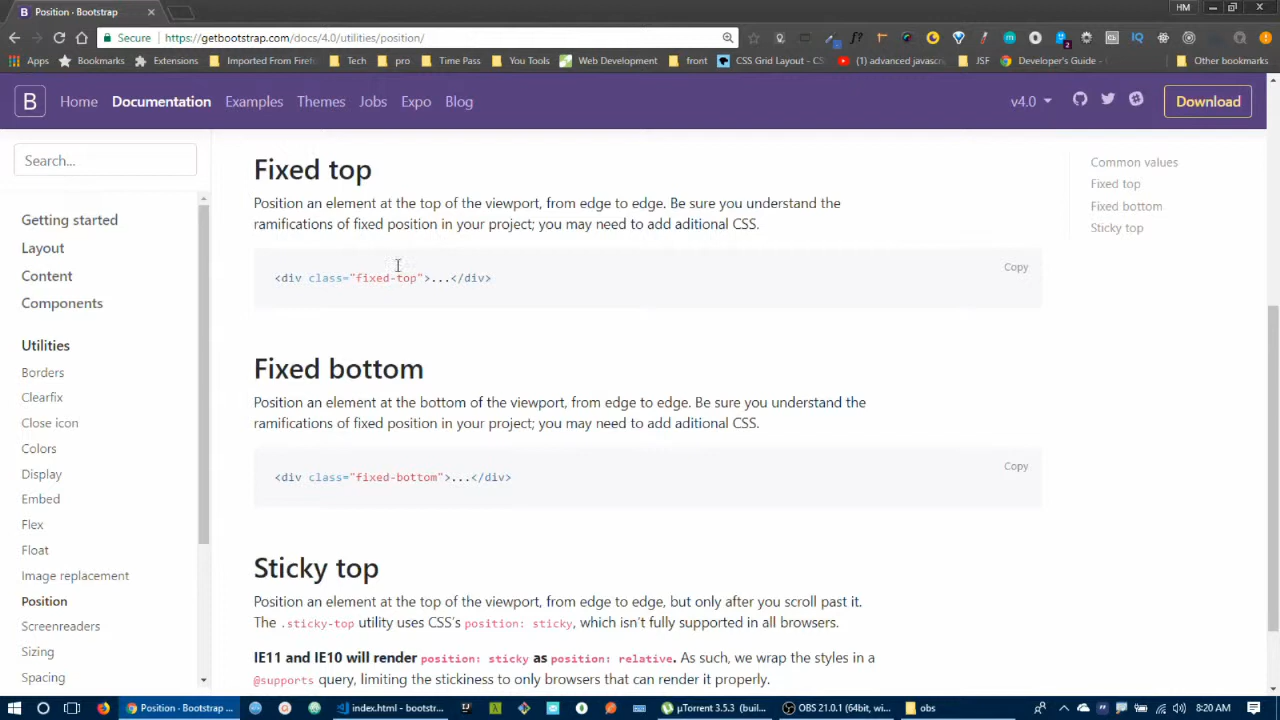 Position · Bootstrap
HM
Secure https://getbootstrap.com/docs/4.0/utilities/position/
Apps Bookmarks Extensions Imported From Firefox Tech pro Time Pass You Tools Web Development front CSS Grid Layout - CS (1) advanced javascri JSF Developer's Guide - Other bookmarks
B Home Documentation Examples Themes Jobs Expo Blog v4.0 Download
Search...
Getting started
Layout
Content
Components
Utilities
Borders
Clearfix
Close icon
Colors
Display
Embed
Flex
Float
Image replacement
Position
Screenreaders
Sizing
Spacing
Fixed top
Position an element at the top of the viewport, from edge to edge. Be sure you understand the
ramifications of fixed position in your project; you may need to add aditional CSS.
Copy
<div class="fixed-top">...</div>
Fixed bottom
Position an element at the bottom of the viewport, from edge to edge. Be sure you understand the
ramifications of fixed position in your project; you may need to add aditional CSS.
Copy
<div class="fixed-bottom">...</div>
Sticky top
Position an element at the top of the viewport, from edge to edge, but only after you scroll past it.
The .sticky-top utility uses CSS's position: sticky, which isn't fully supported in all browsers.
IE11 and IE10 will render position: sticky as position: relative. As such, we wrap the styles in a
@supports query, limiting the stickiness to only browsers that can render it properly.
Common values
Fixed top
Fixed bottom
Sticky top
Position · Bootstrap ... index.html - bootstr... µTorrent 3.5.3 (buil... OBS 21.0.1 (64bit, wi... obs 8:20 AM